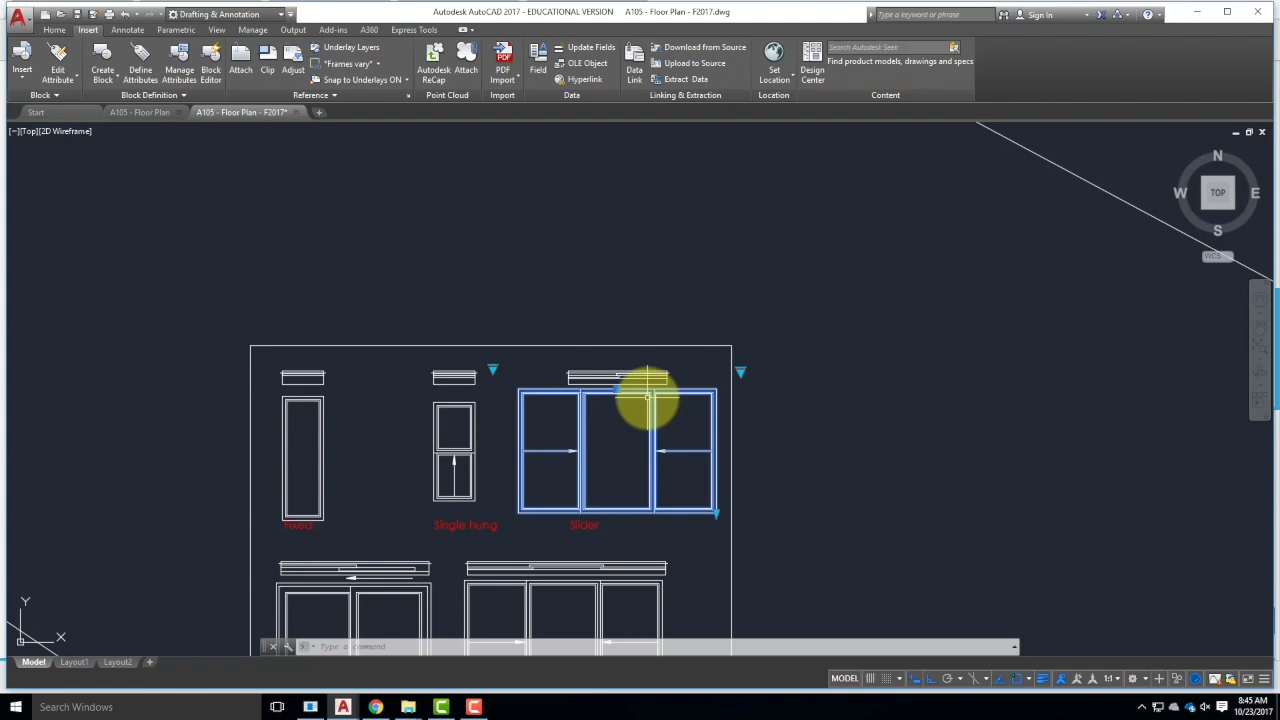 Autodesk AutoCAD 2017 - EDUCATIONAL VERSION    A105 - Floor Plan - F2017.dwg
Drafting & Annotation
Type a keyword or phrase
Sign In
Home Insert Annotate Parametric View Manage Output Add-ins A360 Express Tools
Insert
Edit Attribute
Create Block
Define Attributes
Manage Attributes
Block Editor
Attach
Clip
Adjust
Underlay Layers
*Frames vary*
Snap to Underlays ON
Autodesk ReCap
Attach
PDF Import
Field
Update Fields
OLE Object
Hyperlink
Data Link
Download from Source
Upload to Source
Extract Data
Set Location
Design Center
Search Autodesk Seek
Find product models, drawings and specs
Block
Block Definition
Reference
Point Cloud
Import
Data
Linking & Extraction
Location
Content
Start
A105 - Floor Plan
A105 - Floor Plan - F2017*
[−][Top][2D Wireframe]
N
W TOP E
S
WCS
Fixed
Single hung
Slider
Y
X
Type a command
Model Layout1 Layout2
MODEL
1:1
Search Windows
8:45 AM
10/23/2017